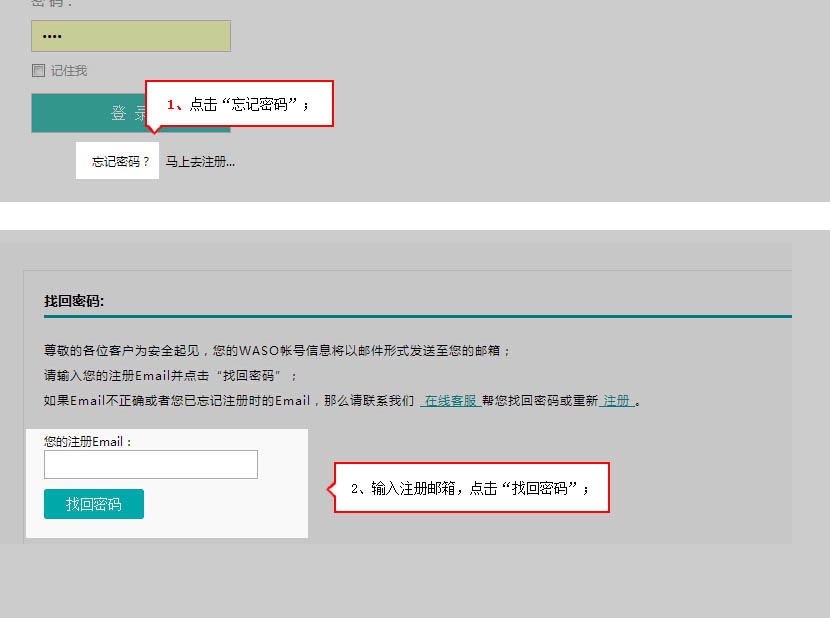 密 码：
••••
记住我
登 录
1、点击“忘记密码”；
忘记密码？ 马上去注册...
找回密码:
尊敬的各位客户为安全起见，您的WASO帐号信息将以邮件形式发送至您的邮箱；
请输入您的注册Email并点击“找回密码”；
如果Email不正确或者您已忘记注册时的Email，那么请联系我们 在线客服 帮您找回密码或重新 注册 。
您的注册Email：
找回密码
2、输入注册邮箱，点击“找回密码”；